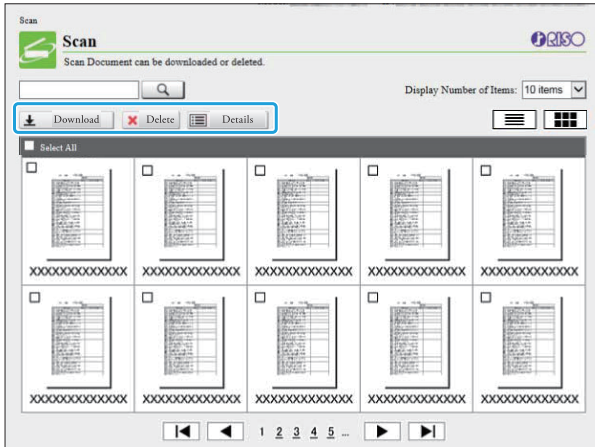 Scan
Scan
RISO
Scan Document can be downloaded or deleted.
Display Number of Items: 10 items
Download Delete Details
Select All
XXXXXXXXXXXXX XXXXXXXXXXXXX XXXXXXXXXXXXX XXXXXXXXXXXXX XXXXXXXXXXXXX
XXXXXXXXXXXXX XXXXXXXXXXXXX XXXXXXXXXXXXX XXXXXXXXXXXXX XXXXXXXXXXXXX
1 2 3 4 5 ...